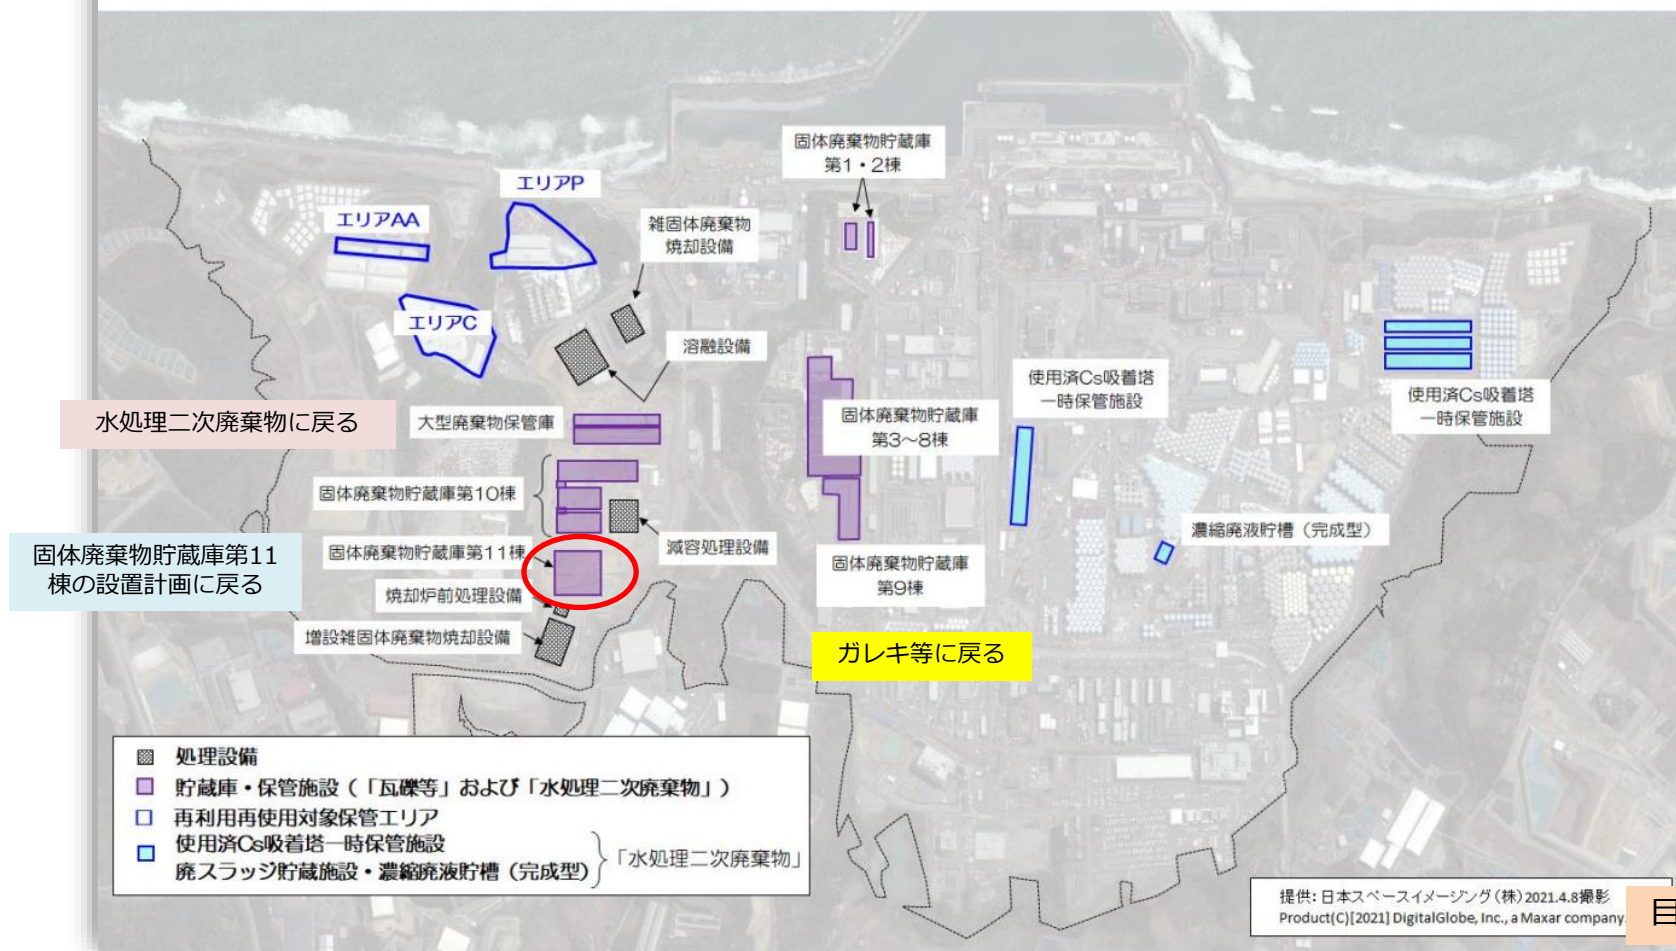 固体廃棄物貯蔵庫
第1・2棟
エリアP
エリアAA
雑固体廃棄物
焼却設備
エリアC
溶融設備
使用済Cs吸着塔
一時保管施設
使用済Cs吸着塔
一時保管施設
水処理二次廃棄物に戻る
大型廃棄物保管庫
固体廃棄物貯蔵庫
第3～8棟
固体廃棄物貯蔵庫第10棟
濃縮廃液貯槽（完成型）
固体廃棄物貯蔵庫第11
棟の設置計画に戻る
固体廃棄物貯蔵庫第11棟
減容処理設備
固体廃棄物貯蔵庫
第9棟
焼却炉前処理設備
増設雑固体廃棄物焼却設備
ガレキ等に戻る
処理設備
貯蔵庫・保管施設（「瓦礫等」および「水処理二次廃棄物」）
再利用再使用対象保管エリア
使用済Cs吸着塔一時保管施設
廃スラッジ貯蔵施設・濃縮廃液貯槽（完成型）
「水処理二次廃棄物」
提供：日本スペースイメージング（株）2021.4.8撮影
Product(C)[2021] DigitalGlobe, Inc., a Maxar company.
目